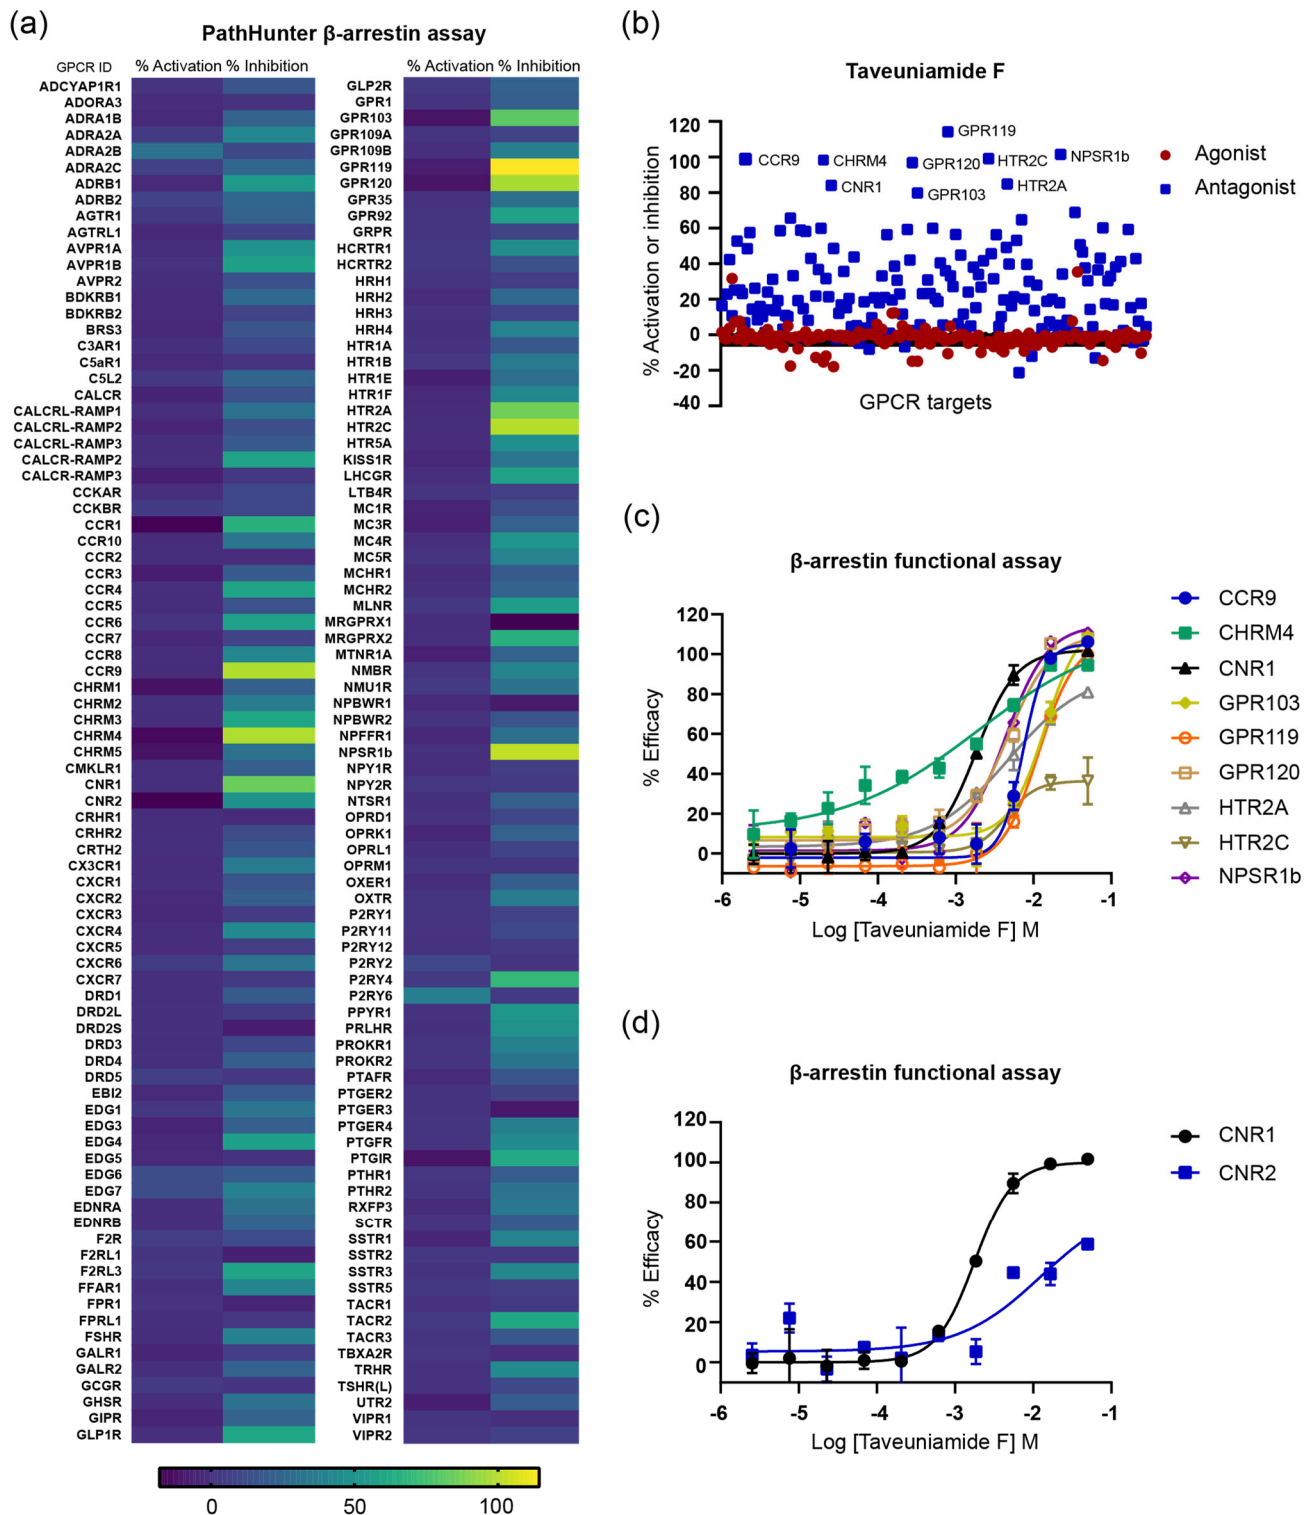 (a)
PathHunter β-arrestin assay
GPCR ID % Activation % Inhibition % Activation % Inhibition
ADCYAP1R1 GLP2R
ADORA3 GPR1
ADRA1B GPR103
ADRA2A GPR109A
ADRA2B GPR109B
ADRA2C GPR119
ADRB1 GPR120
ADRB2 GPR35
AGTR1 GPR92
AGTRL1 GRPR
AVPR1A HCRTR1
AVPR1B HCRTR2
AVPR2 HRH1
BDKRB1 HRH2
BDKRB2 HRH3
BRS3 HRH4
C3AR1 HTR1A
C5aR1 HTR1B
C5L2 HTR1E
CALCR HTR1F
CALCRL-RAMP1 HTR2A
CALCRL-RAMP2 HTR2C
CALCRL-RAMP3 HTR5A
CALCR-RAMP2 KISS1R
CALCR-RAMP3 LHCGR
CCKAR LTB4R
CCKBR MC1R
CCR1 MC3R
CCR10 MC4R
CCR2 MC5R
CCR3 MCHR1
CCR4 MCHR2
CCR5 MLNR
CCR6 MRGPRX1
CCR7 MRGPRX2
CCR8 MTNR1A
CCR9 NMBR
CHRM1 NMU1R
CHRM2 NPBWR1
CHRM3 NPBWR2
CHRM4 NPFFR1
CHRM5 NPSR1b
CMKLR1 NPY1R
CNR1 NPY2R
CNR2 NTSR1
CRHR1 OPRD1
CRHR2 OPRK1
CRTH2 OPRL1
CX3CR1 OPRM1
CXCR1 OXER1
CXCR2 OXTR
CXCR3 P2RY1
CXCR4 P2RY11
CXCR5 P2RY12
CXCR6 P2RY2
CXCR7 P2RY4
DRD1 P2RY6
DRD2L PPYR1
DRD2S PRLHR
DRD3 PROKR1
DRD4 PROKR2
DRD5 PTAFR
EBI2 PTGER2
EDG1 PTGER3
EDG3 PTGER4
EDG4 PTGFR
EDG5 PTGIR
EDG6 PTHR1
EDG7 PTHR2
EDNRA RXFP3
EDNRB SCTR
F2R SSTR1
F2RL1 SSTR2
F2RL3 SSTR3
FFAR1 SSTR5
FPR1 TACR1
FPRL1 TACR2
FSHR TACR3
GALR1 TBXA2R
GALR2 TRHR
GCGR TSHR(L)
GHSR UTR2
GIPR VIPR1
GLP1R VIPR2
0 50 100
(b)
Taveuniamide F
% Activation or inhibition
120
100
80
60
40
20
0
-20
-40
GPR119
CCR9 CHRM4 GPR120 HTR2C NPSR1b
CNR1 GPR103 HTR2A
GPCR targets
Agonist
Antagonist
(c)
β-arrestin functional assay
% Efficacy
120
100
80
60
40
20
0
-6 -5 -4 -3 -2 -1
Log [Taveuniamide F] M
CCR9
CHRM4
CNR1
GPR103
GPR119
GPR120
HTR2A
HTR2C
NPSR1b
(d)
β-arrestin functional assay
% Efficacy
120
100
80
60
40
20
0
-6 -5 -4 -3 -2 -1
Log [Taveuniamide F] M
CNR1
CNR2